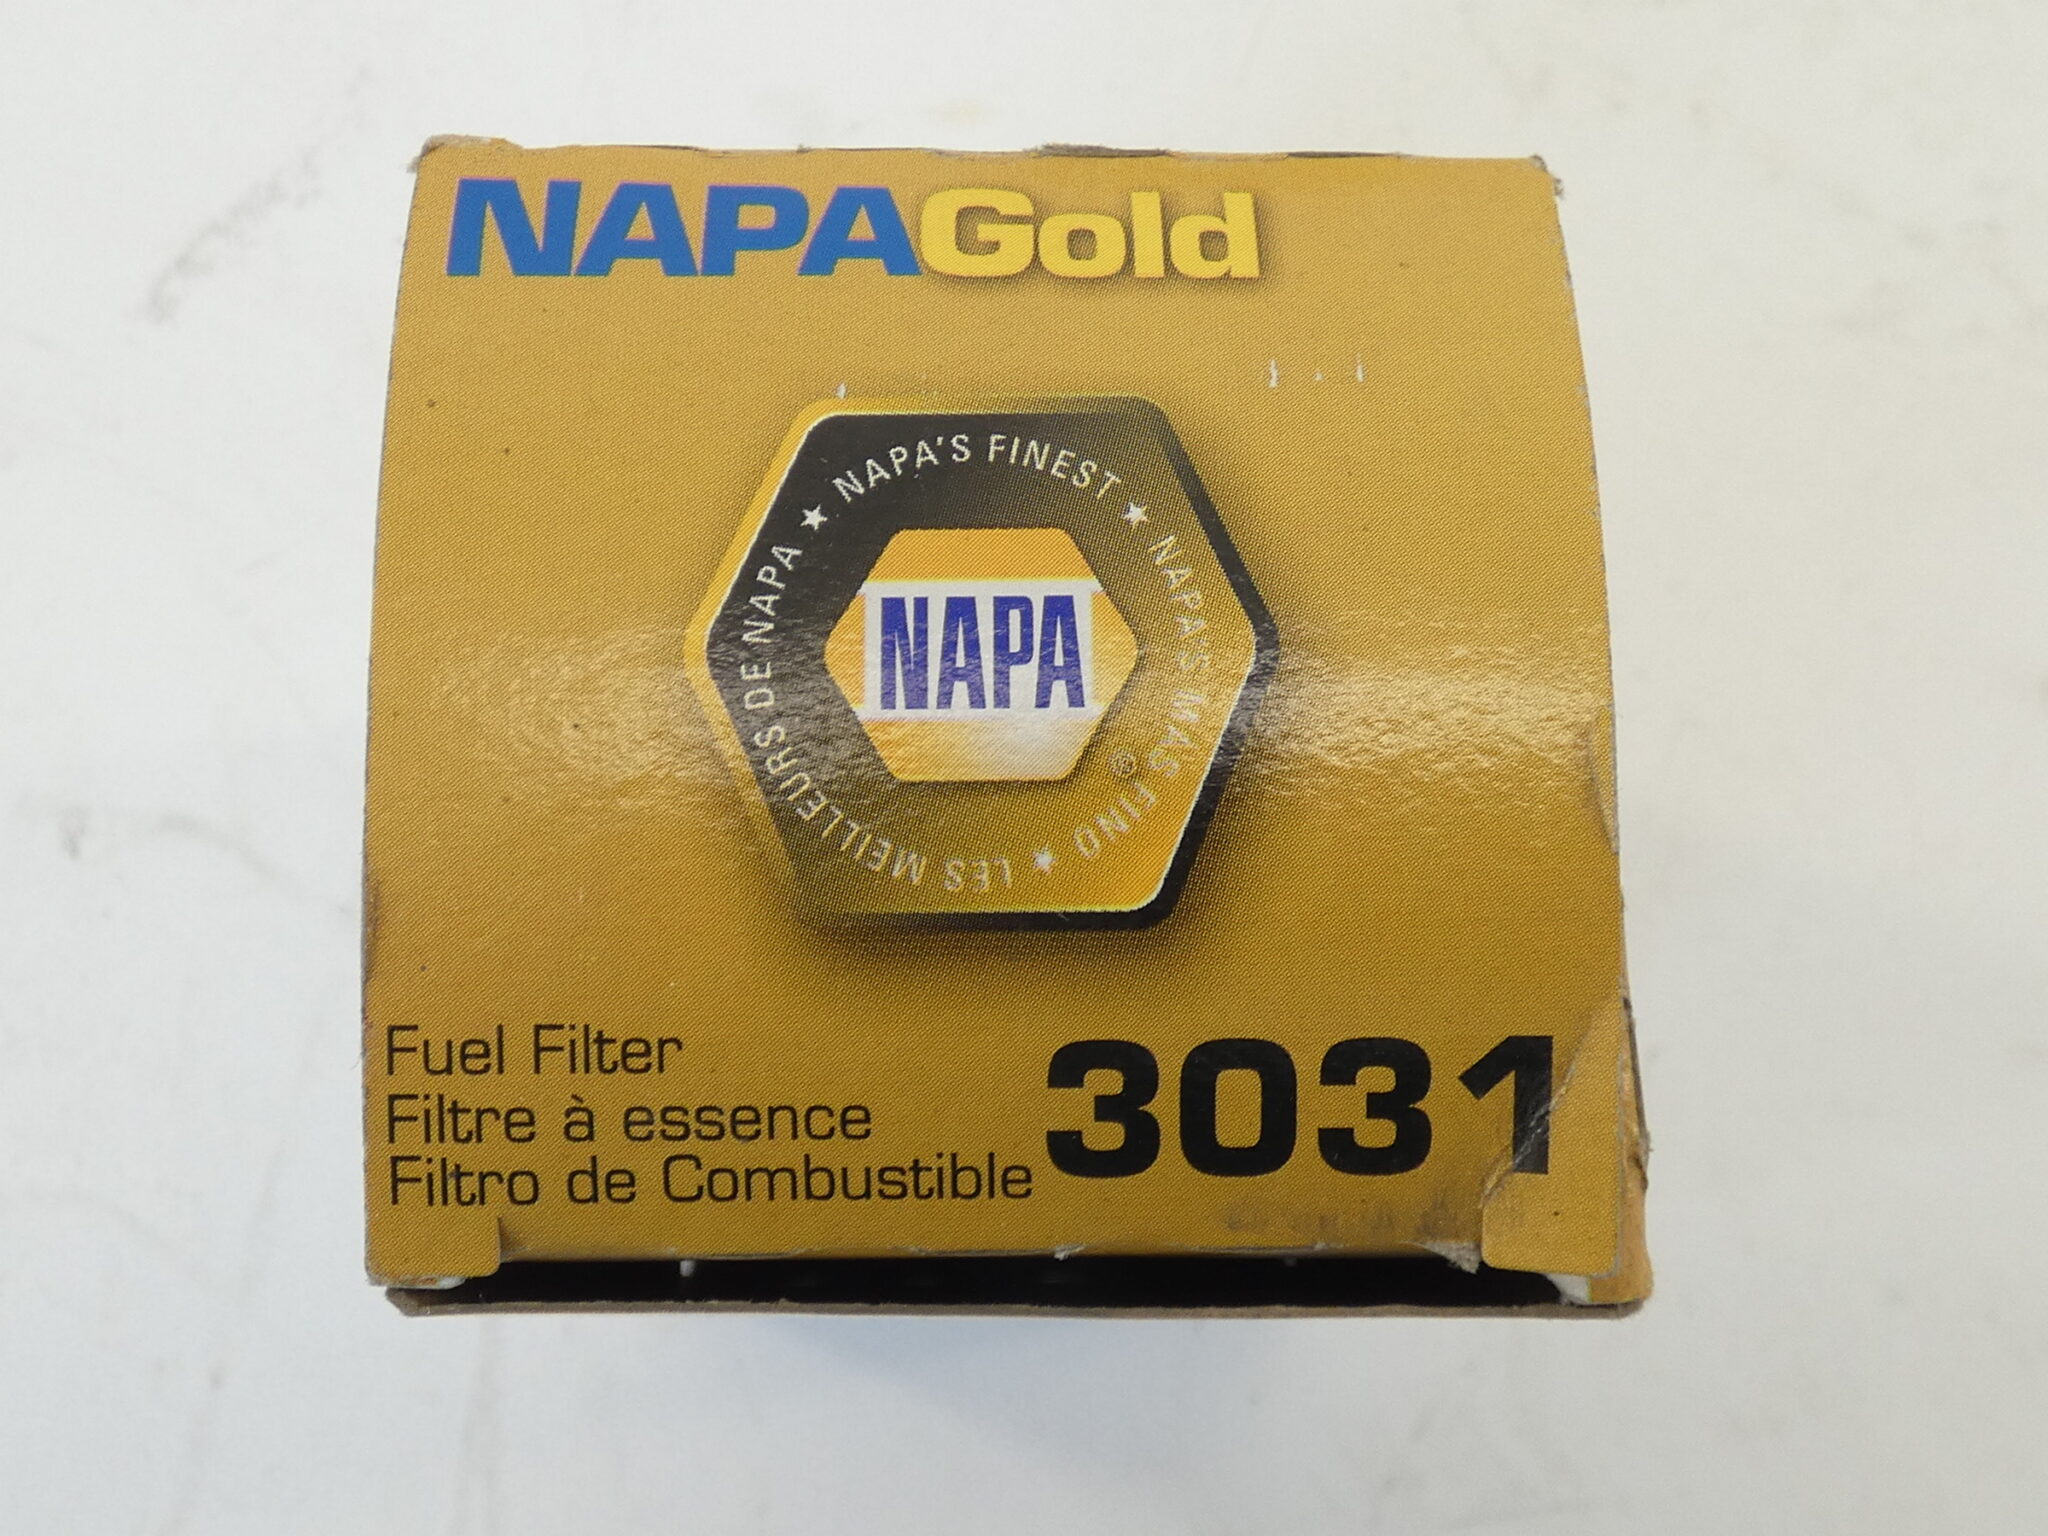 NAPAGold
NAPA'S FINEST ★ NAPA'S MAS FINO ★ LES MEILLEURS DE NAPA ★
NAPA
®
Fuel Filter
Filtre à essence
Filtro de Combustible
3031